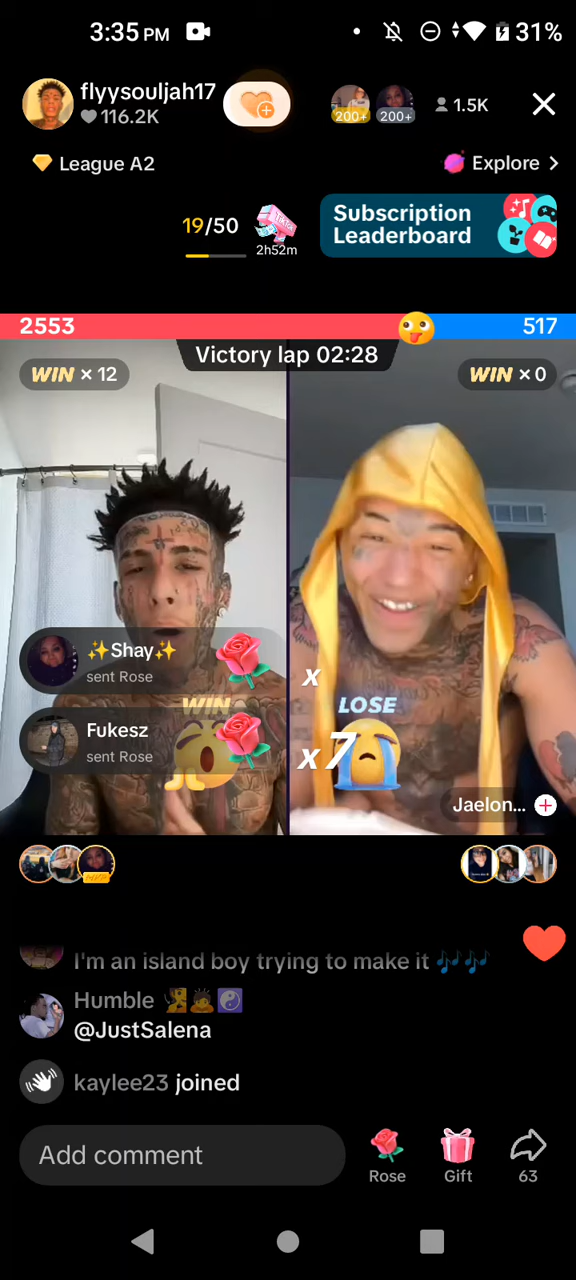 3:35 PM
31%
flyysouljah17
116.2K
200+
200+
1.5K
League A2
Explore
19/50
2h52m
Subscription
Leaderboard
2553
517
Victory lap 02:28
WIN × 12
WIN × 0
✨Shay✨
sent Rose
WIN
LOSE
x
Fukesz
sent Rose
x7
Jaelon...
I'm an island boy trying to make it 🎶🎶
Humble
@JustSalena
kaylee23 joined
Add comment
Rose
Gift
63